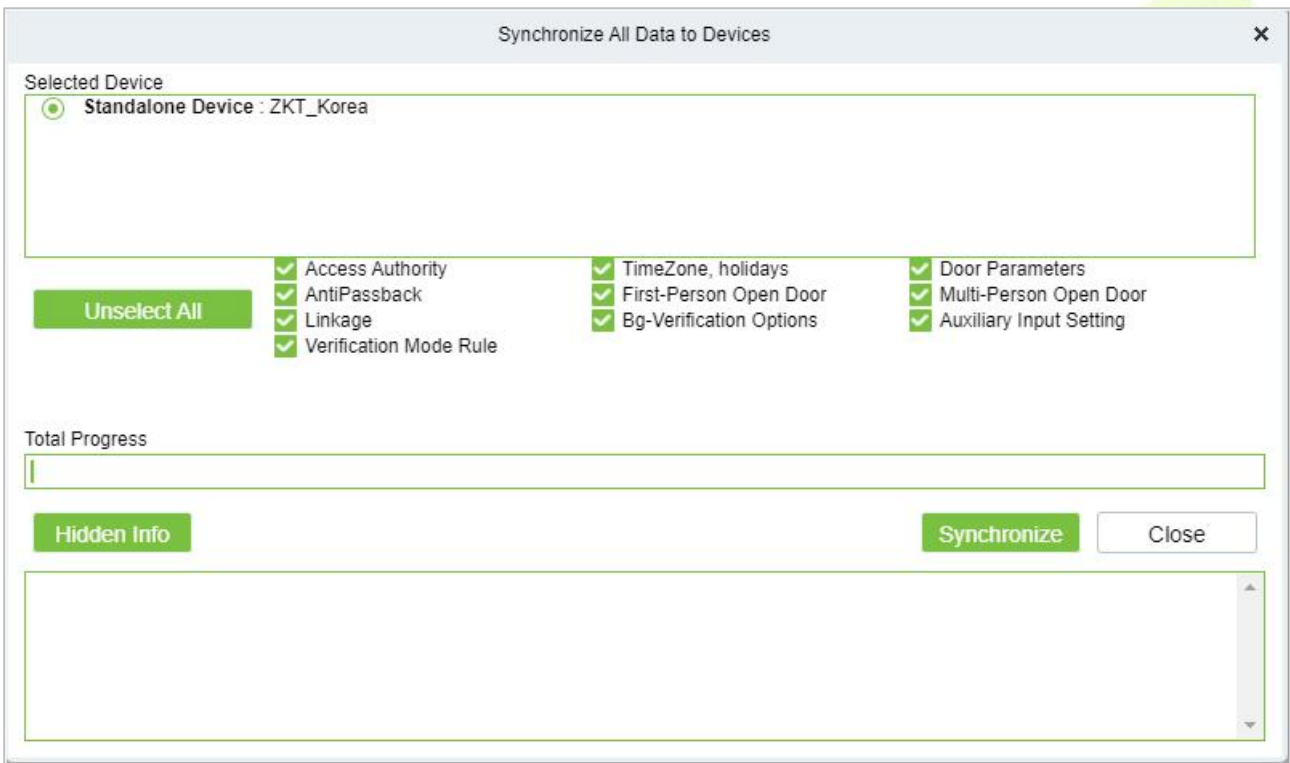 Synchronize All Data to Devices
Selected Device
Standalone Device : ZKT_Korea
Access Authority TimeZone, holidays Door Parameters
AntiPassback First-Person Open Door Multi-Person Open Door
Unselect All
Linkage Bg-Verification Options Auxiliary Input Setting
Verification Mode Rule
Total Progress
Hidden Info Synchronize Close